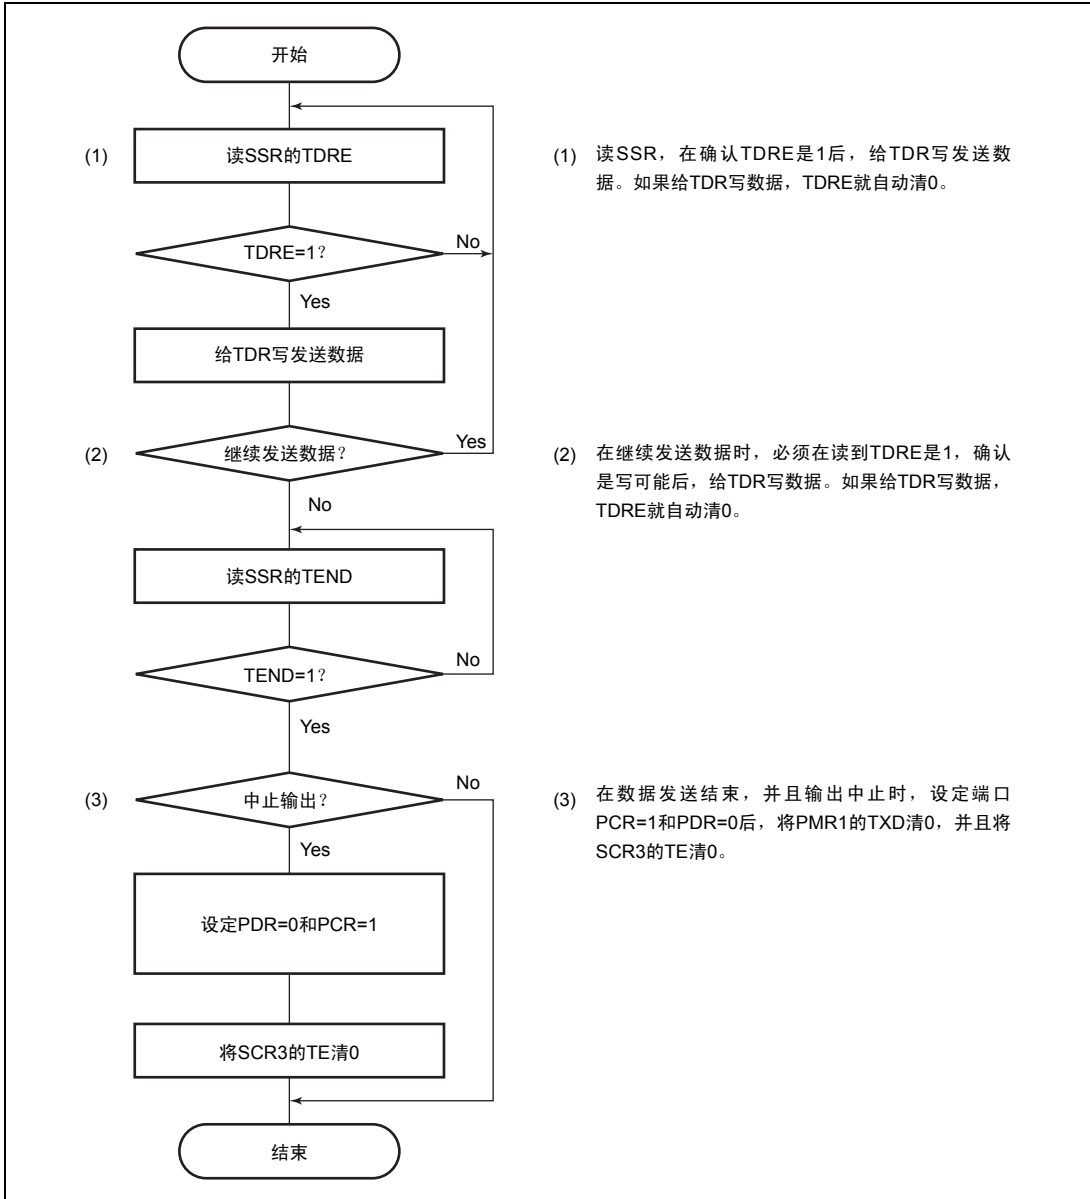 开始
(1)
读SSR的TDRE
TDRE=1?
No
Yes
给TDR写发送数据
(2)
继续发送数据?
Yes
No
读SSR的TEND
TEND=1?
No
Yes
(3)
中止输出?
No
Yes
设定PDR=0和PCR=1
将SCR3的TE清0
结束
(1) 读SSR，在确认TDRE是1后，给TDR写发送数
据。如果给TDR写数据，TDRE就自动清0。
(2) 在继续发送数据时，必须在读到TDRE是1，确认
是写可能后，给TDR写数据。如果给TDR写数据，
TDRE就自动清0。
(3) 在数据发送结束，并且输出中止时，设定端口
PCR=1和PDR=0后，将PMR1的TXD清0，并且将
SCR3的TE清0。